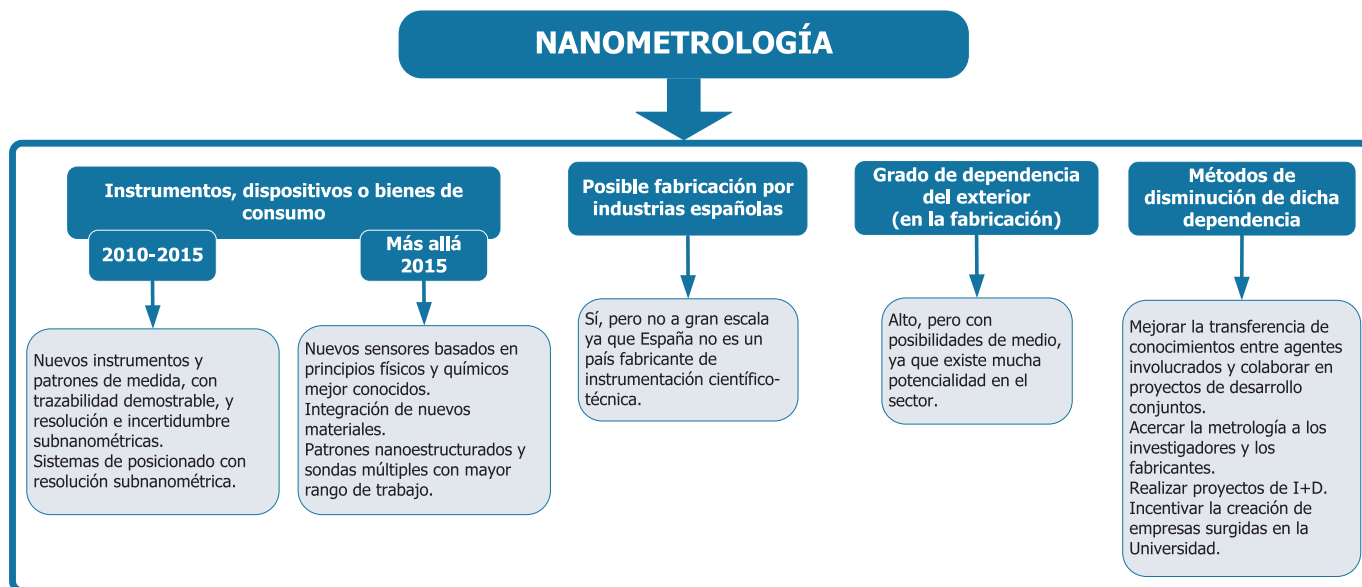 NANOMETROLOGÍA
Instrumentos, dispositivos o bienes de
consumo
2010-2015
Nuevos instrumentos y
patrones de medida, con
trazabilidad demostrable, y
resolución e incertidumbre
subnanométricas.
Sistemas de posicionado con
resolución subnanométrica.
Más allá
2015
Nuevos sensores basados en
principios físicos y químicos
mejor conocidos.
Integración de nuevos
materiales.
Patrones nanoestructurados y
sondas múltiples con mayor
rango de trabajo.
Posible fabricación por
industrias españolas
Sí, pero no a gran escala
ya que España no es un
país fabricante de
instrumentación científico-
técnica.
Grado de dependencia
del exterior
(en la fabricación)
Alto, pero con
posibilidades de medio,
ya que existe mucha
potencialidad en el
sector.
Métodos de
disminución de dicha
dependencia
Mejorar la transferencia de
conocimientos entre agentes
involucrados y colaborar en
proyectos de desarrollo
conjuntos.
Acercar la metrología a los
investigadores y los
fabricantes.
Realizar proyectos de I+D.
Incentivar la creación de
empresas surgidas en la
Universidad.